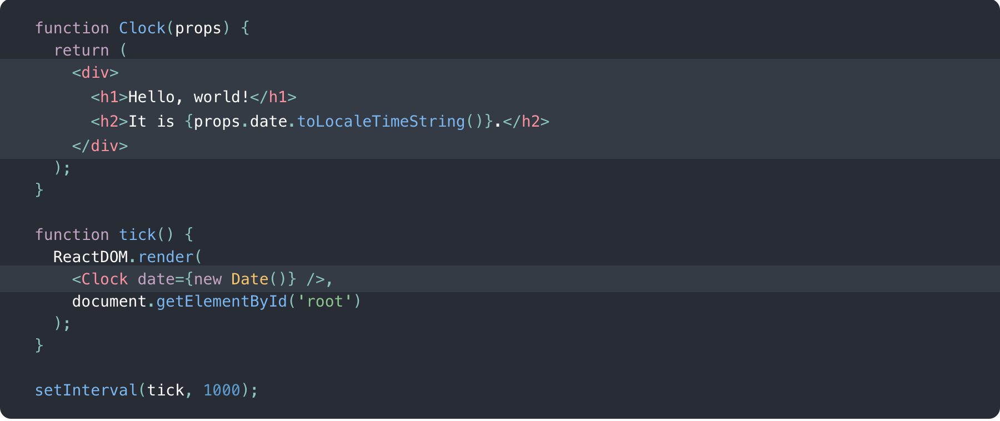 function Clock(props) {
  return (
    <div>
      <h1>Hello, world!</h1>
      <h2>It is {props.date.toLocaleTimeString()}.</h2>
    </div>
  );
}

function tick() {
  ReactDOM.render(
    <Clock date={new Date()} />,
    document.getElementById('root')
  );
}

setInterval(tick, 1000);